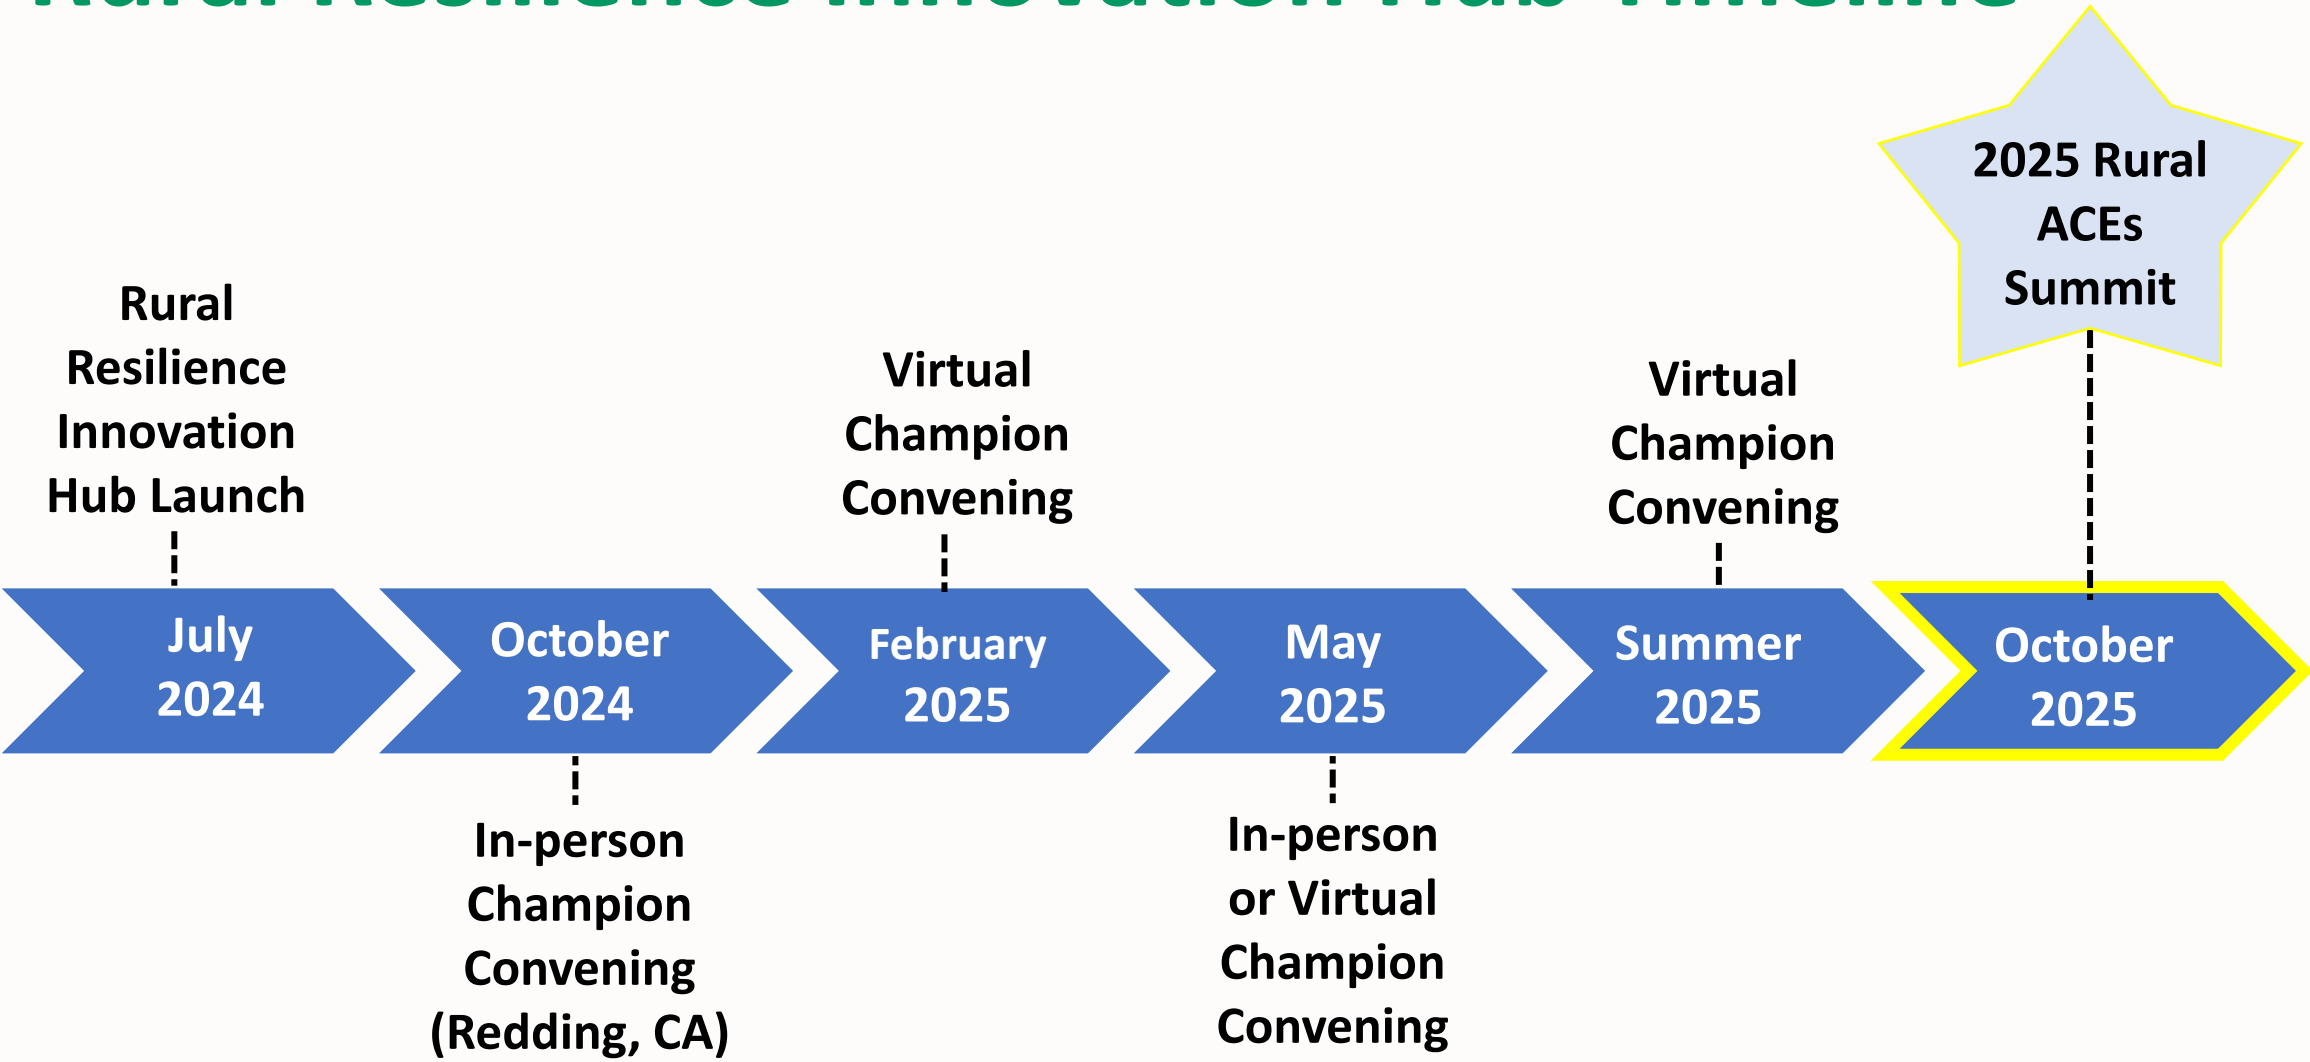 Rural
Resilience
Innovation
Hub Launch
July
2024
October
2024
In-person
Champion
Convening
(Redding, CA)
Virtual
Champion
Convening
February
2025
May
2025
In-person
or Virtual
Champion
Convening
Virtual
Champion
Convening
Summer
2025
2025 Rural
ACEs
Summit
October
2025